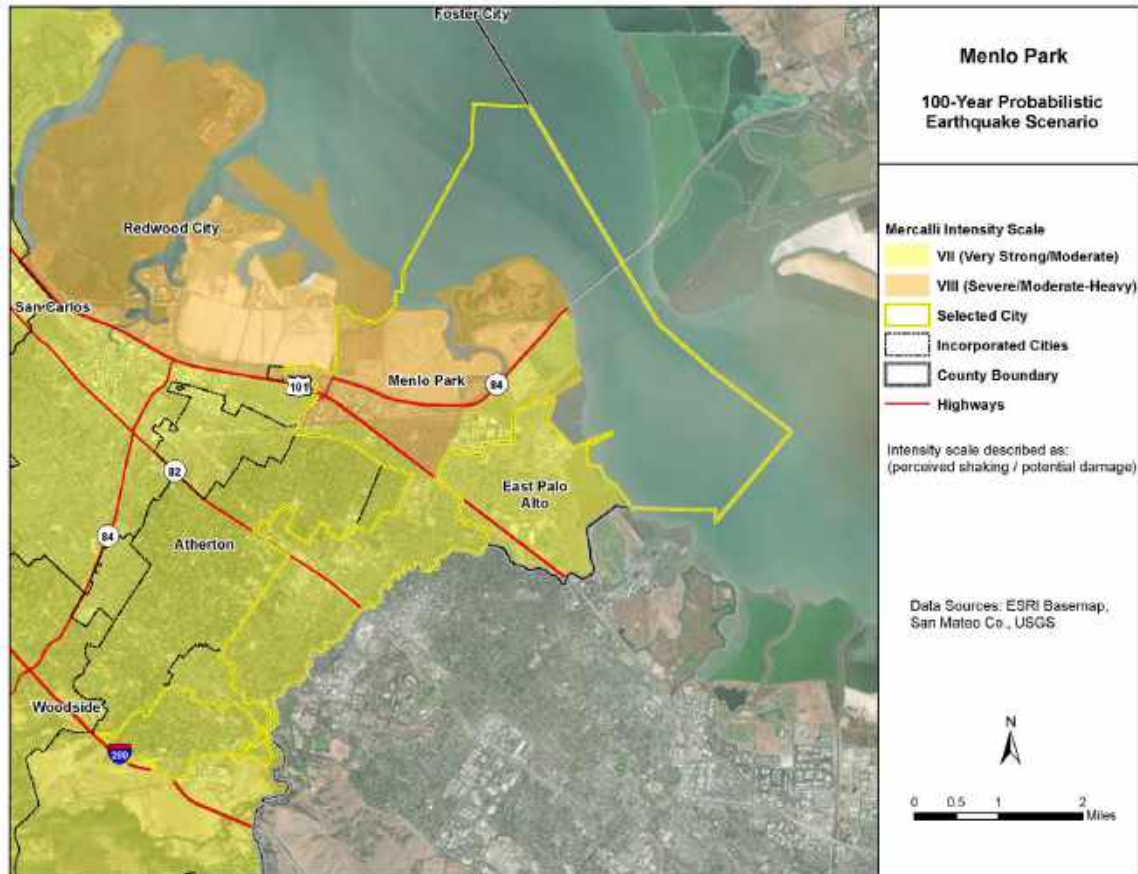 Foster City
Redwood City
San Carlos
101
Menlo Park
84
82
East Palo
Alto
84
Atherton
Woodside
280
Menlo Park
100-Year Probabilistic
Earthquake Scenario
Mercalli Intensity Scale
VII (Very Strong/Moderate)
VIII (Severe/Moderate-Heavy)
Selected City
Incorporated Cities
County Boundary
Highways
Intensity scale described as:
(perceived shaking / potential damage)
Data Sources: ESRI Basemap,
San Mateo Co., USGS
N
0 0.5 1 2
Miles